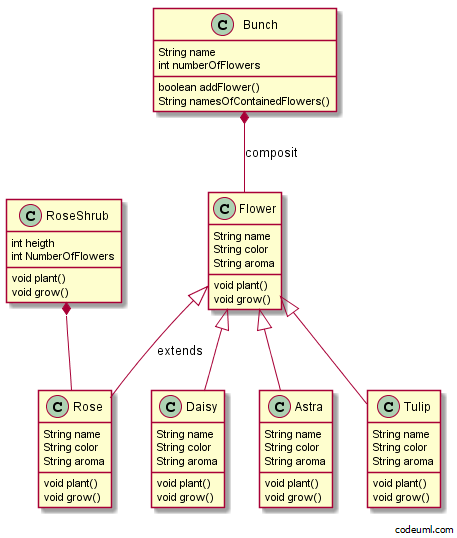 C Bunch
String name
int numberOfFlowers
boolean addFlower()
String namesOfContainedFlowers()
composit
C RoseShrub
int heigth
int NumberOfFlowers
void plant()
void grow()
C Flower
String name
String color
String aroma
void plant()
void grow()
extends
C Rose
String name
String color
String aroma
void plant()
void grow()
C Daisy
String name
String color
String aroma
void plant()
void grow()
C Astra
String name
String color
String aroma
void plant()
void grow()
C Tulip
String name
String color
String aroma
void plant()
void grow()
codeuml.com